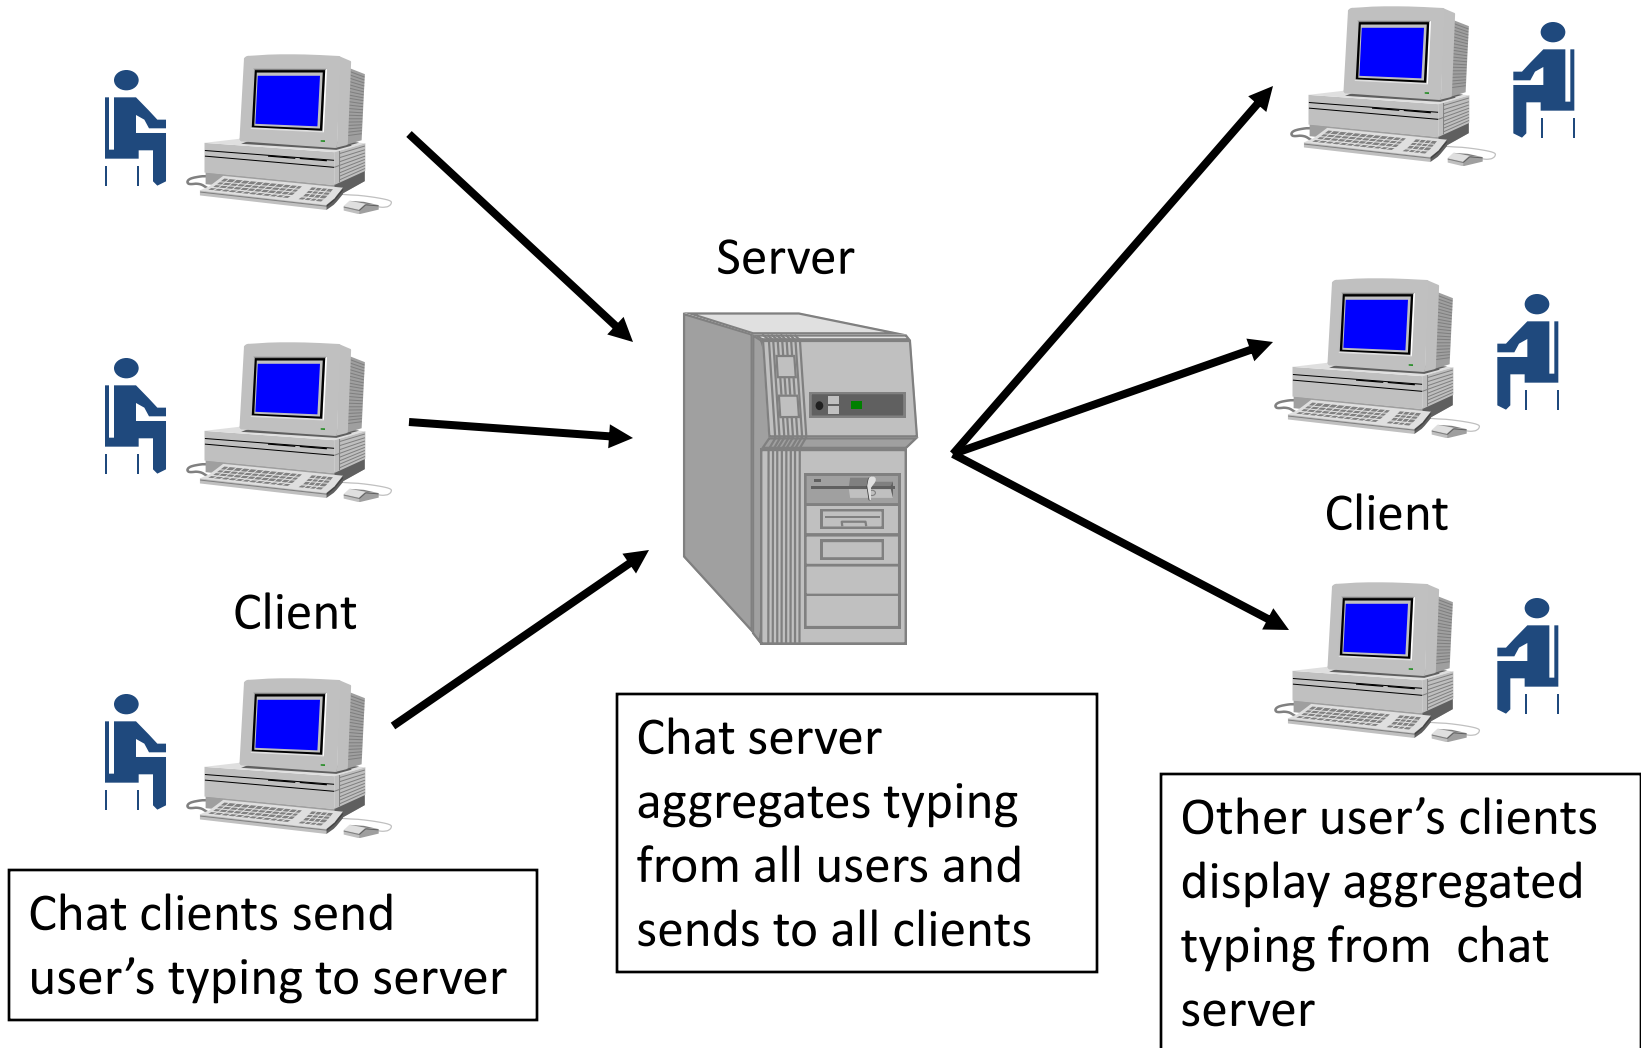 Server
Client
Client
Chat clients send
user’s typing to server
Chat server
aggregates typing
from all users and
sends to all clients
Other user’s clients
display aggregated
typing from  chat
server